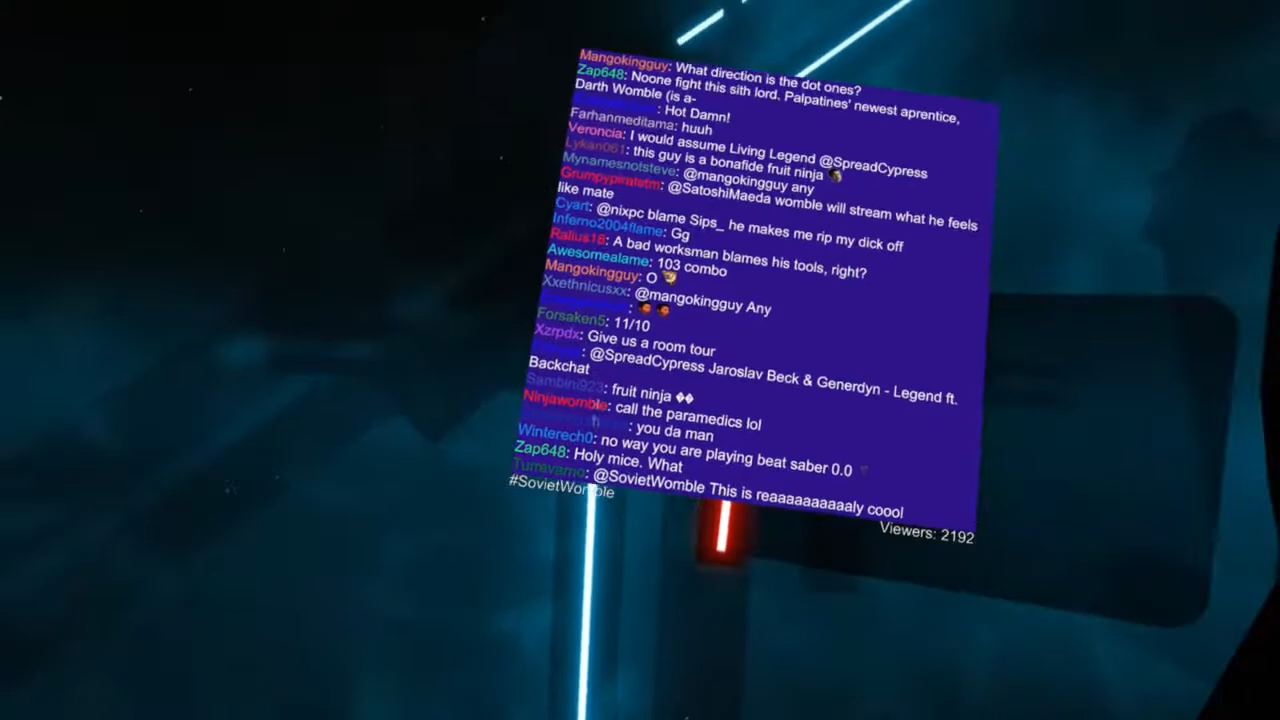 Mangokingguy: What direction is the dot ones?
Zap648: Noone fight this sith lord. Palpatines' newest aprentice,
Darth Womble (is a-
: Hot Damn!
Farhanmeditama: huuh
Veroncia: I would assume Living Legend @SpreadCypress
Lykan061: this guy is a bonafide fruit ninja
Mynamesnotsteve: @mangokingguy any
Grumpypiratetm: @SatoshiMaeda womble will stream what he feels
like mate
Cyart: @nixpc blame Sips_ he makes me rip my dick off
Inferno2004flame: Gg
Ralius16: A bad worksman blames his tools, right?
Awesomealame: 103 combo
Mangokingguy: O
Xxethnicusxx: @mangokingguy Any
:
Forsaken5: 11/10
Xzrpdx: Give us a room tour
: @SpreadCypress Jaroslav Beck & Generdyn - Legend ft.
Backchat
Sambini923: fruit ninja ��
Ninjawomble: call the paramedics lol
: you da man
Winterech0: no way you are playing beat saber 0.0
Zap648: Holy mice. What
: @SovietWomble This is reaaaaaaaaaaly coool
#SovietWomble
Viewers: 2192